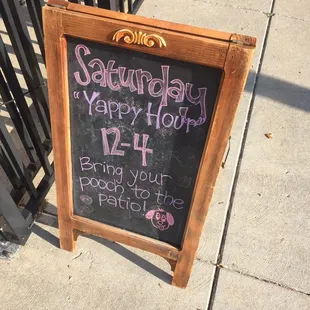 Saturday
"Yappy Hour"
12-4
Bring your
pooch to the
patio!